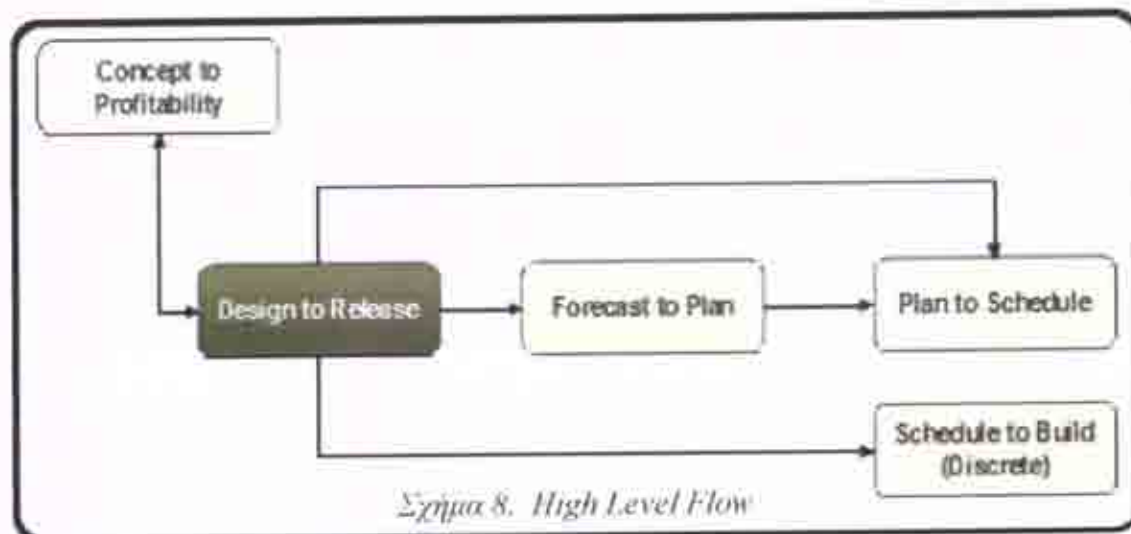 Concept to
Profitability
Design to Release
Forecast to Plan
Plan to Schedule
Schedule to Build
(Discrete)
Σχήμα 8. High Level Flow